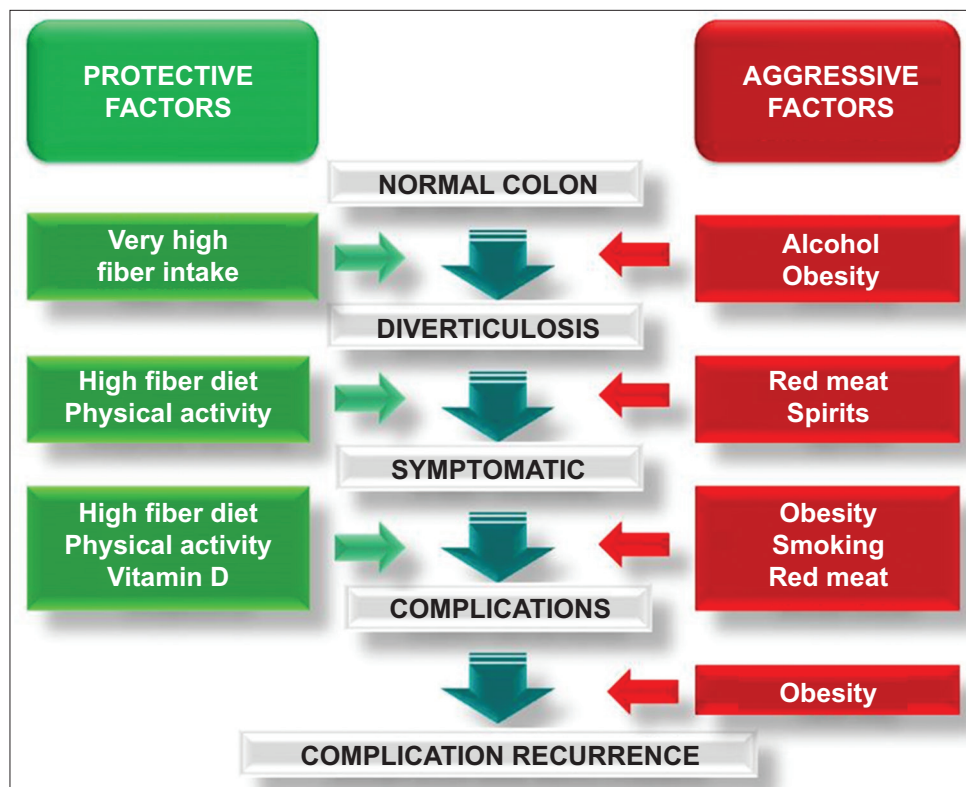 PROTECTIVE
FACTORS
AGGRESSIVE
FACTORS
NORMAL COLON
Very high
fiber intake
Alcohol
Obesity
DIVERTICULOSIS
High fiber diet
Physical activity
Red meat
Spirits
SYMPTOMATIC
High fiber diet
Physical activity
Vitamin D
Obesity
Smoking
Red meat
COMPLICATIONS
Obesity
COMPLICATION RECURRENCE